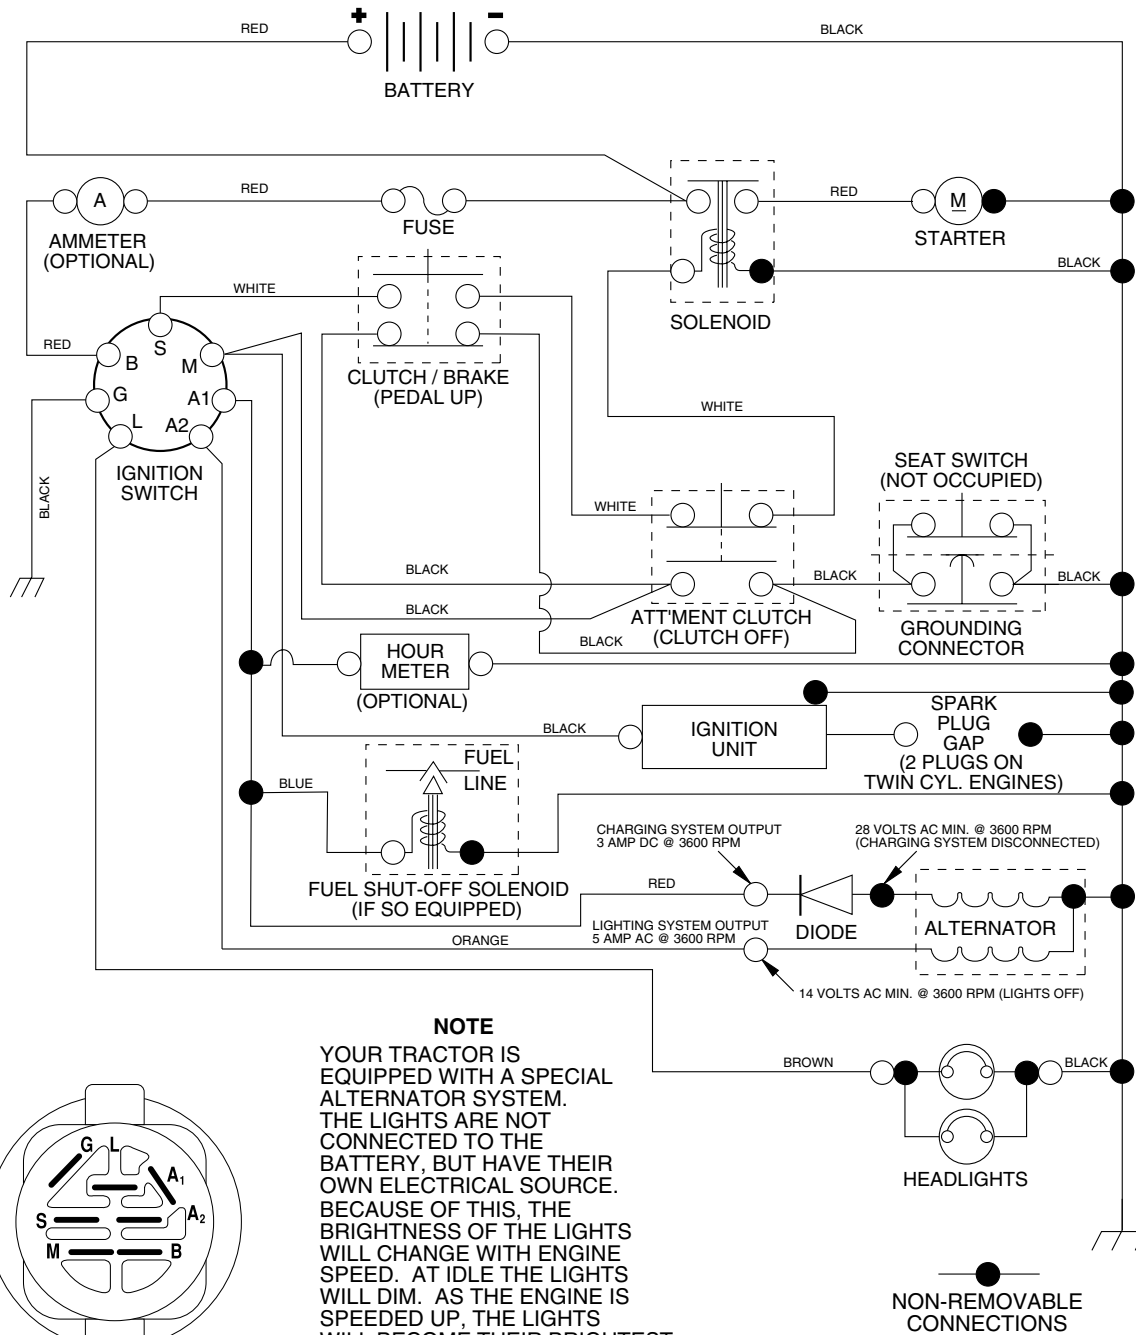 + −
RED
BLACK
BATTERY
A
RED
RED
M
FUSE
STARTER
AMMETER
(OPTIONAL)
BLACK
WHITE
SOLENOID
RED
S
B
M
G
A1
L
A2
CLUTCH / BRAKE
(PEDAL UP)
WHITE
IGNITION
SWITCH
BLACK
SEAT SWITCH
(NOT OCCUPIED)
WHITE
BLACK
BLACK
BLACK
BLACK
ATT'MENT CLUTCH
(CLUTCH OFF)
BLACK
GROUNDING
CONNECTOR
HOUR
METER
(OPTIONAL)
BLACK
IGNITION
UNIT
SPARK
PLUG
GAP
(2 PLUGS ON
TWIN CYL. ENGINES)
FUEL
LINE
BLUE
CHARGING SYSTEM OUTPUT
3 AMP DC @ 3600 RPM
28 VOLTS AC MIN. @ 3600 RPM
(CHARGING SYSTEM DISCONNECTED)
FUEL SHUT-OFF SOLENOID
(IF SO EQUIPPED)
RED
LIGHTING SYSTEM OUTPUT
5 AMP AC @ 3600 RPM
DIODE
ALTERNATOR
ORANGE
14 VOLTS AC MIN. @ 3600 RPM (LIGHTS OFF)
BROWN
BLACK
HEADLIGHTS
NOTE
YOUR TRACTOR IS
EQUIPPED WITH A SPECIAL
ALTERNATOR SYSTEM.
THE LIGHTS ARE NOT
CONNECTED TO THE
BATTERY, BUT HAVE THEIR
OWN ELECTRICAL SOURCE.
BECAUSE OF THIS, THE
BRIGHTNESS OF THE LIGHTS
WILL CHANGE WITH ENGINE
SPEED. AT IDLE THE LIGHTS
WILL DIM. AS THE ENGINE IS
SPEEDED UP, THE LIGHTS
WILL BECOME THEIR BRIGHTEST
G L
A1
S
A2
M
B
NON-REMOVABLE
CONNECTIONS